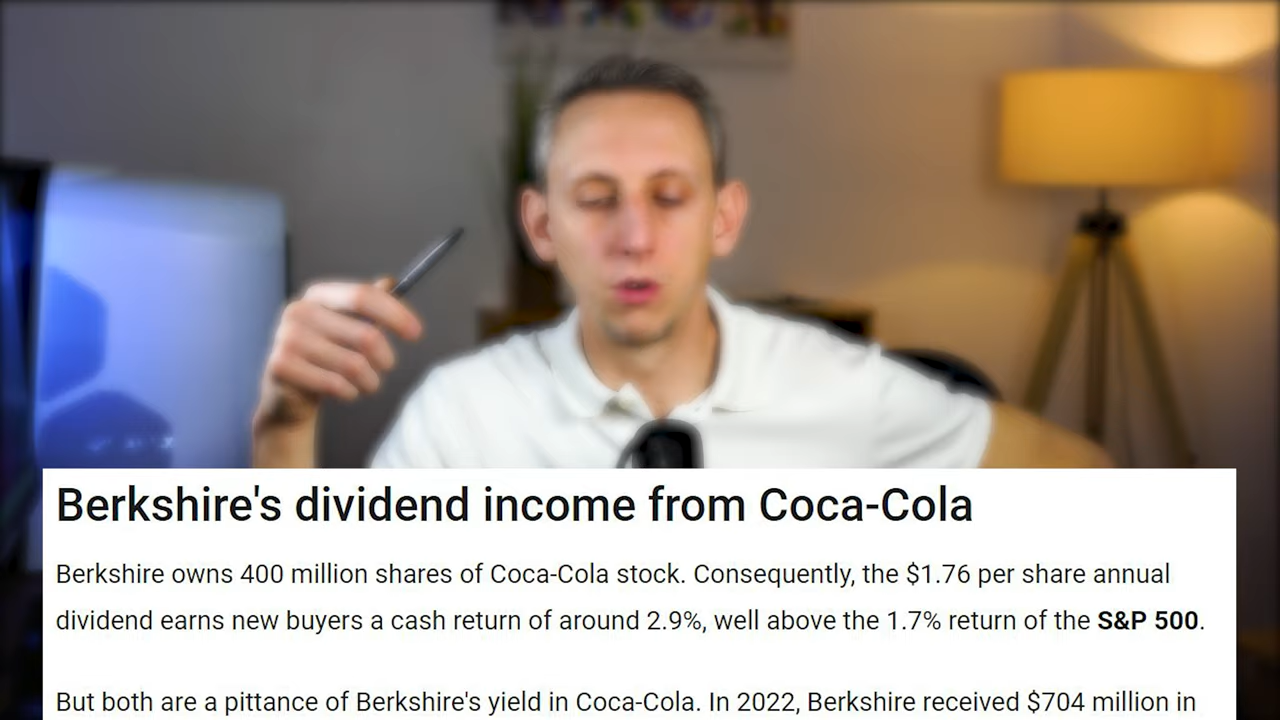 Berkshire's dividend income from Coca-Cola
Berkshire owns 400 million shares of Coca-Cola stock. Consequently, the $1.76 per share annual
dividend earns new buyers a cash return of around 2.9%, well above the 1.7% return of the S&P 500.
But both are a pittance of Berkshire's yield in Coca-Cola. In 2022, Berkshire received $704 million in